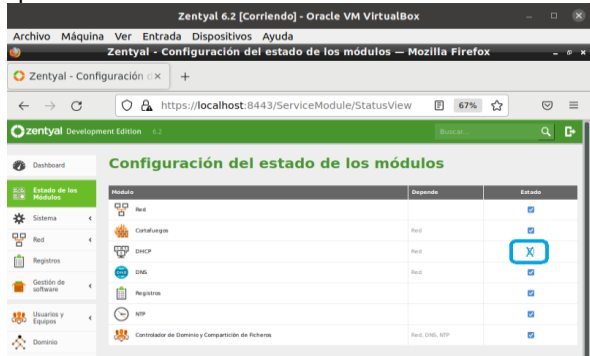 Zentyal 6.2 [Corriendo] - Oracle VM VirtualBox
Archivo Máquina Ver Entrada Dispositivos Ayuda
Zentyal - Configuración del estado de los módulos — Mozilla Firefox
Zentyal - Configuración d
https://localhost:8443/ServiceModule/StatusView 67%
zentyal Development Edition 6.2 Buscar...
Dashboard
Estado de los
Módulos
Sistema
Red
Registros
Gestión de
software
Usuarios y
Equipos
Dominio
Configuración del estado de los módulos
Módulo Depende Estado
Red
Cortafuegos Red
DHCP Red
DNS Red
Registros
NTP
Controlador de Dominio y Compartición de Ficheros Red, DNS, NTP